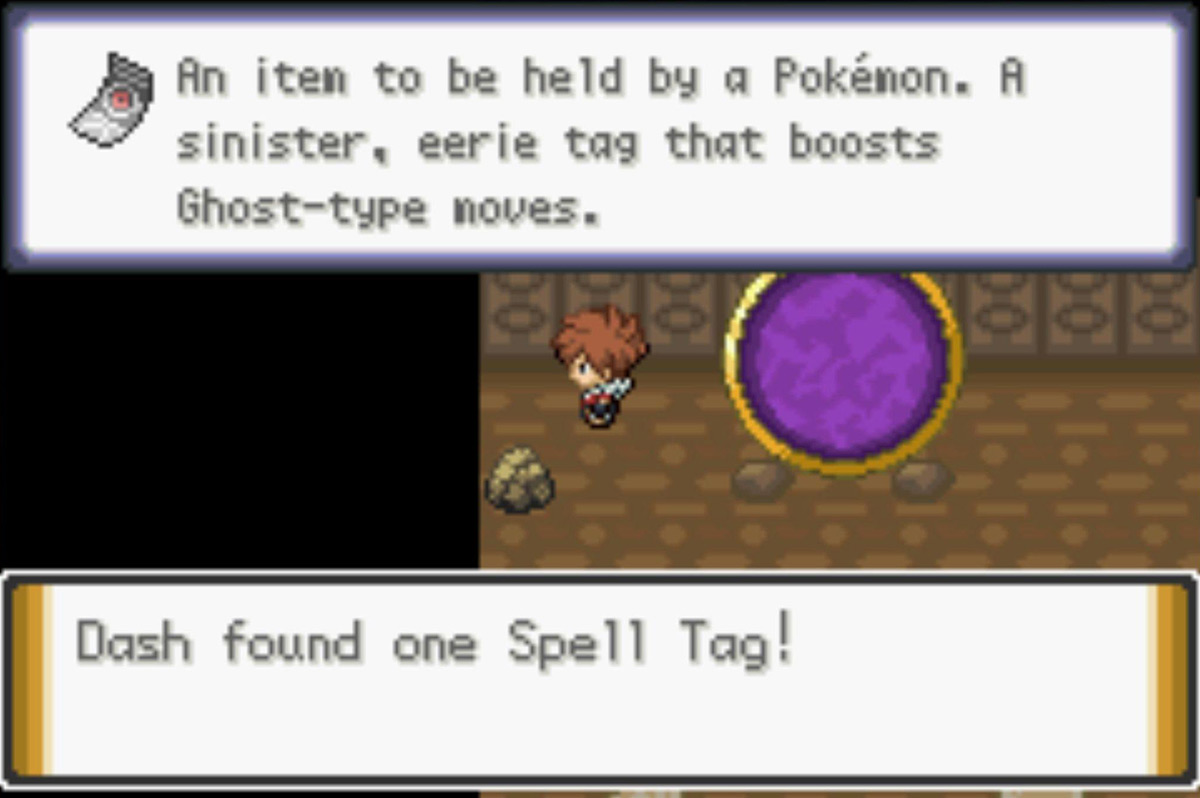 An item to be held by a Pokémon. A
sinister, eerie tag that boosts
Ghost-type moves.
Dash found one Spell Tag!